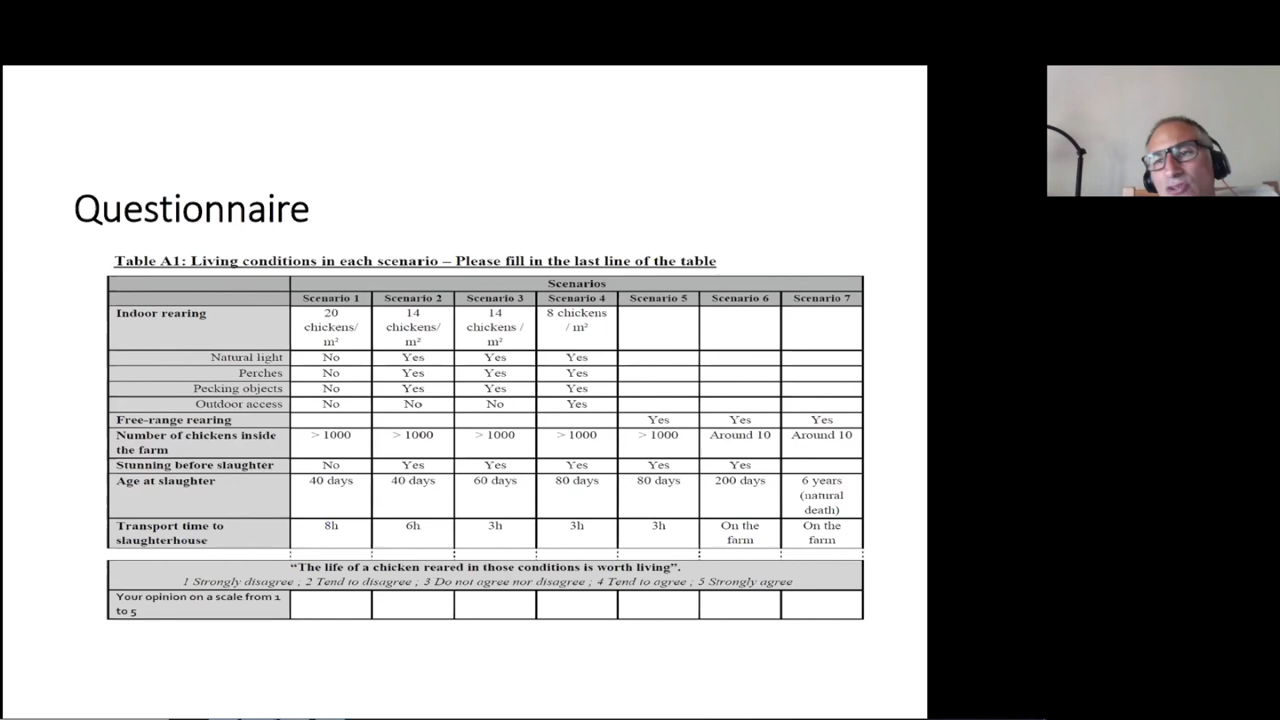 Questionnaire
Table A1: Living conditions in each scenario – Please fill in the last line of the table
Scenarios
Scenario 1 Scenario 2 Scenario 3 Scenario 4 Scenario 5 Scenario 6 Scenario 7
Indoor rearing 20 chickens/ m² 14 chickens/ m² 14 chickens / m² 8 chickens / m²
Natural light No Yes Yes Yes
Perches No Yes Yes Yes
Pecking objects No Yes Yes Yes
Outdoor access No No No Yes
Free-range rearing Yes Yes Yes
Number of chickens inside the farm > 1000 > 1000 > 1000 > 1000 > 1000 Around 10 Around 10
Stunning before slaughter No Yes Yes Yes Yes Yes
Age at slaughter 40 days 40 days 60 days 80 days 80 days 200 days 6 years (natural death)
Transport time to slaughterhouse 8h 6h 3h 3h 3h On the farm On the farm
"The life of a chicken reared in those conditions is worth living".
1 Strongly disagree ; 2 Tend to disagree ; 3 Do not agree nor disagree ; 4 Tend to agree ; 5 Strongly agree
Your opinion on a scale from 1 to 5